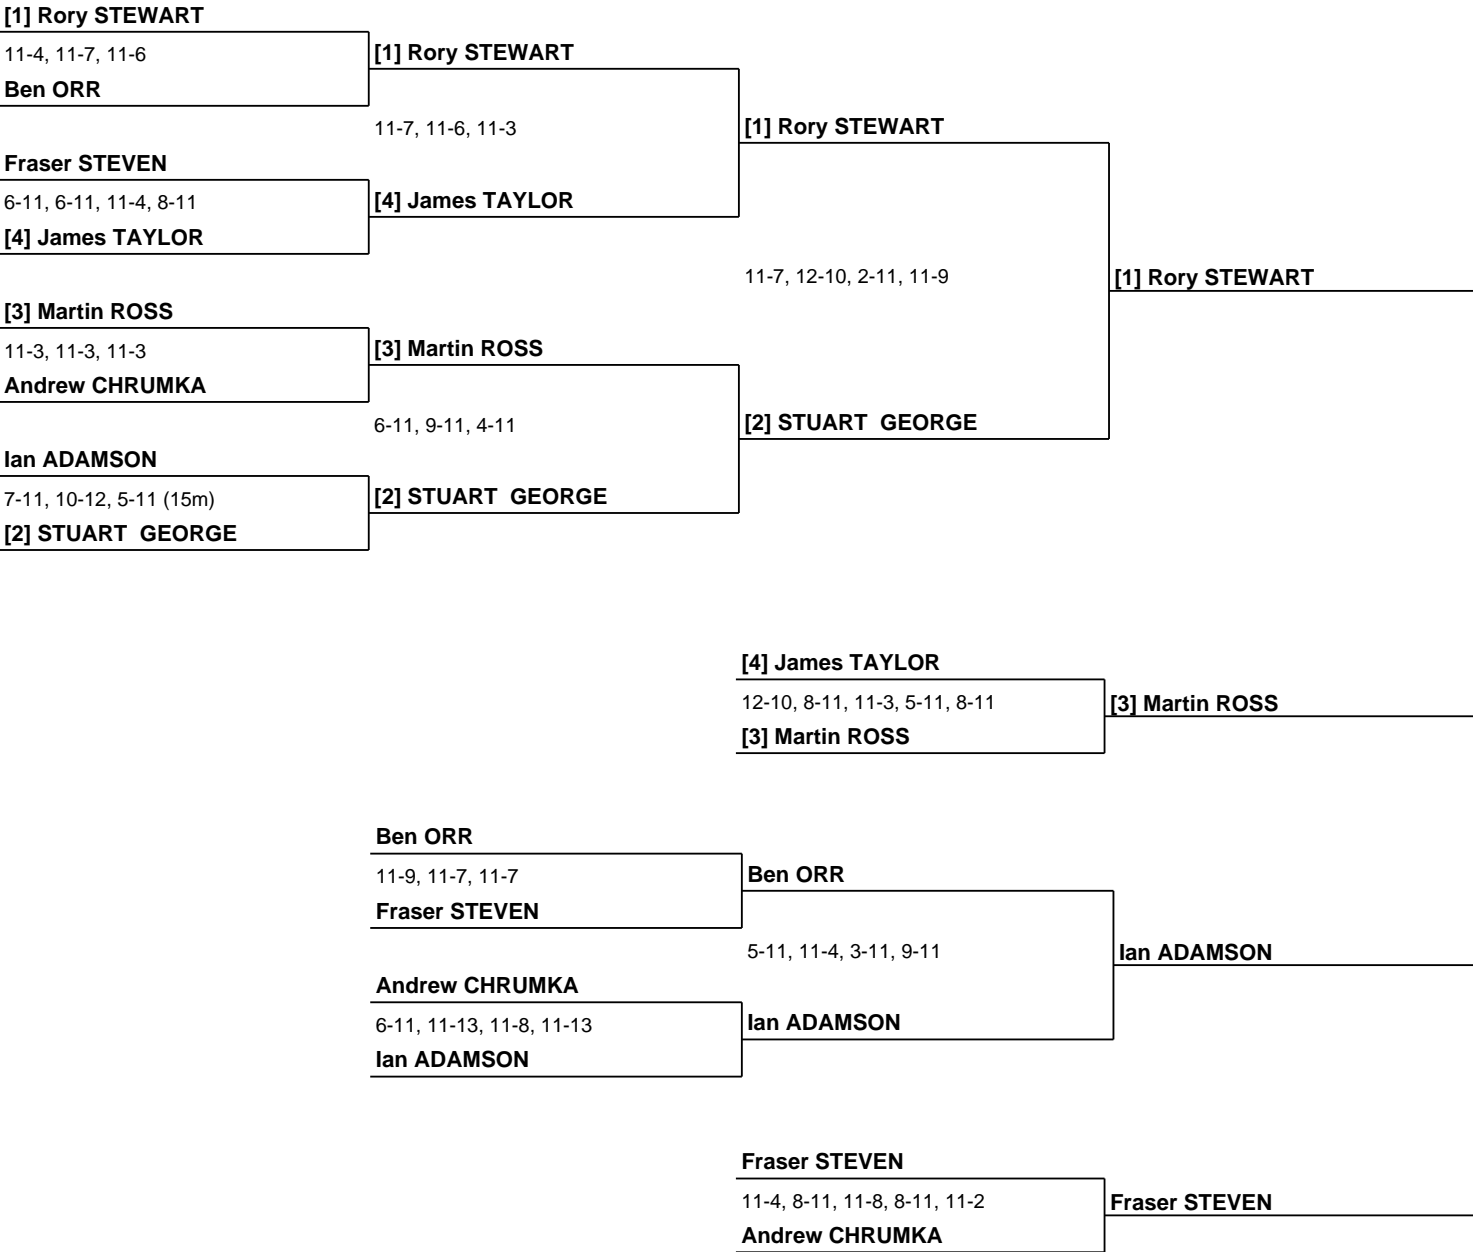 [1] Rory STEWART
11-4, 11-7, 11-6
[1] Rory STEWART
Ben ORR
11-7, 11-6, 11-3
[1] Rory STEWART
Fraser STEVEN
6-11, 6-11, 11-4, 8-11
[4] James TAYLOR
[4] James TAYLOR
11-7, 12-10, 2-11, 11-9
[1] Rory STEWART
[3] Martin ROSS
11-3, 11-3, 11-3
[3] Martin ROSS
Andrew CHRUMKA
6-11, 9-11, 4-11
[2] STUART  GEORGE
Ian ADAMSON
7-11, 10-12, 5-11 (15m)
[2] STUART  GEORGE
[2] STUART  GEORGE
[4] James TAYLOR
12-10, 8-11, 11-3, 5-11, 8-11
[3] Martin ROSS
[3] Martin ROSS
Ben ORR
11-9, 11-7, 11-7
Ben ORR
Fraser STEVEN
5-11, 11-4, 3-11, 9-11
Ian ADAMSON
Andrew CHRUMKA
6-11, 11-13, 11-8, 11-13
Ian ADAMSON
Ian ADAMSON
Fraser STEVEN
11-4, 8-11, 11-8, 8-11, 11-2
Fraser STEVEN
Andrew CHRUMKA